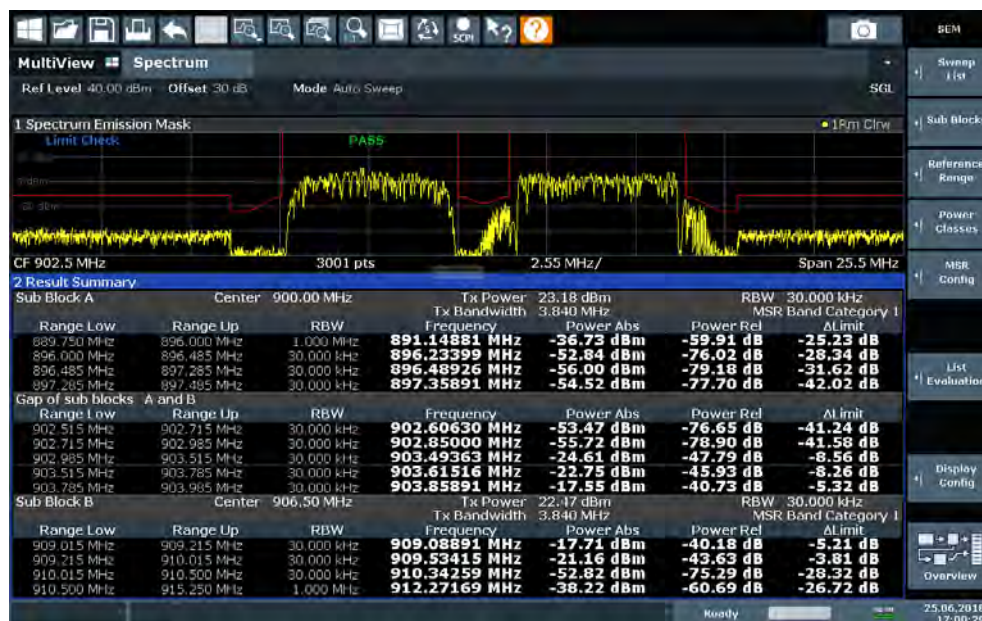 SCPI
SEM
MultiView Spectrum
Sweep List
Ref Level 40.00 dBm Offset 30 dB Mode Auto Sweep SGL
Sub Block
1 Spectrum Emission Mask 1Rm Clrw
Limit Check PASS
Reference Range
Power Classes
CF 902.5 MHz 3001 pts 2.55 MHz/ Span 25.5 MHz
MSR Config
2 Result Summary
Sub Block A Center 900.00 MHz Tx Power 23.18 dBm RBW 30.000 kHz
Tx Bandwidth 3.840 MHz MSR Band Category 1
Range Low Range Up RBW Frequency Power Abs Power Rel ΔLimit
889.750 MHz 896.000 MHz 1.000 MHz 891.14881 MHz -36.73 dBm -59.91 dB -25.23 dB
896.000 MHz 896.485 MHz 30.000 kHz 896.23399 MHz -52.84 dBm -76.02 dB -28.34 dB
896.485 MHz 897.285 MHz 30.000 kHz 896.48926 MHz -56.00 dBm -79.18 dB -31.62 dB
897.285 MHz 897.485 MHz 30.000 kHz 897.35891 MHz -54.52 dBm -77.70 dB -42.02 dB
List Evaluation
Gap of sub blocks A and B
Range Low Range Up RBW Frequency Power Abs Power Rel ΔLimit
902.515 MHz 902.715 MHz 30.000 kHz 902.60630 MHz -53.47 dBm -76.65 dB -41.24 dB
902.715 MHz 902.985 MHz 30.000 kHz 902.85000 MHz -55.72 dBm -78.90 dB -41.58 dB
902.985 MHz 903.515 MHz 30.000 kHz 903.49363 MHz -24.61 dBm -47.79 dB -8.56 dB
903.515 MHz 903.785 MHz 30.000 kHz 903.61516 MHz -22.75 dBm -45.93 dB -8.26 dB
903.785 MHz 903.985 MHz 30.000 kHz 903.85891 MHz -17.55 dBm -40.73 dB -5.32 dB
Display Config
Sub Block B Center 906.50 MHz Tx Power 22.47 dBm RBW 30.000 kHz
Tx Bandwidth 3.840 MHz MSR Band Category 1
Range Low Range Up RBW Frequency Power Abs Power Rel ΔLimit
909.015 MHz 909.215 MHz 30.000 kHz 909.08891 MHz -17.71 dBm -40.18 dB -5.21 dB
909.215 MHz 910.015 MHz 30.000 kHz 909.53415 MHz -21.16 dBm -43.63 dB -3.81 dB
910.015 MHz 910.500 MHz 30.000 kHz 910.34259 MHz -52.82 dBm -75.29 dB -28.32 dB
910.500 MHz 915.250 MHz 1.000 MHz 912.27169 MHz -38.22 dBm -60.69 dB -26.72 dB
Overview
Ready
25.06.2018